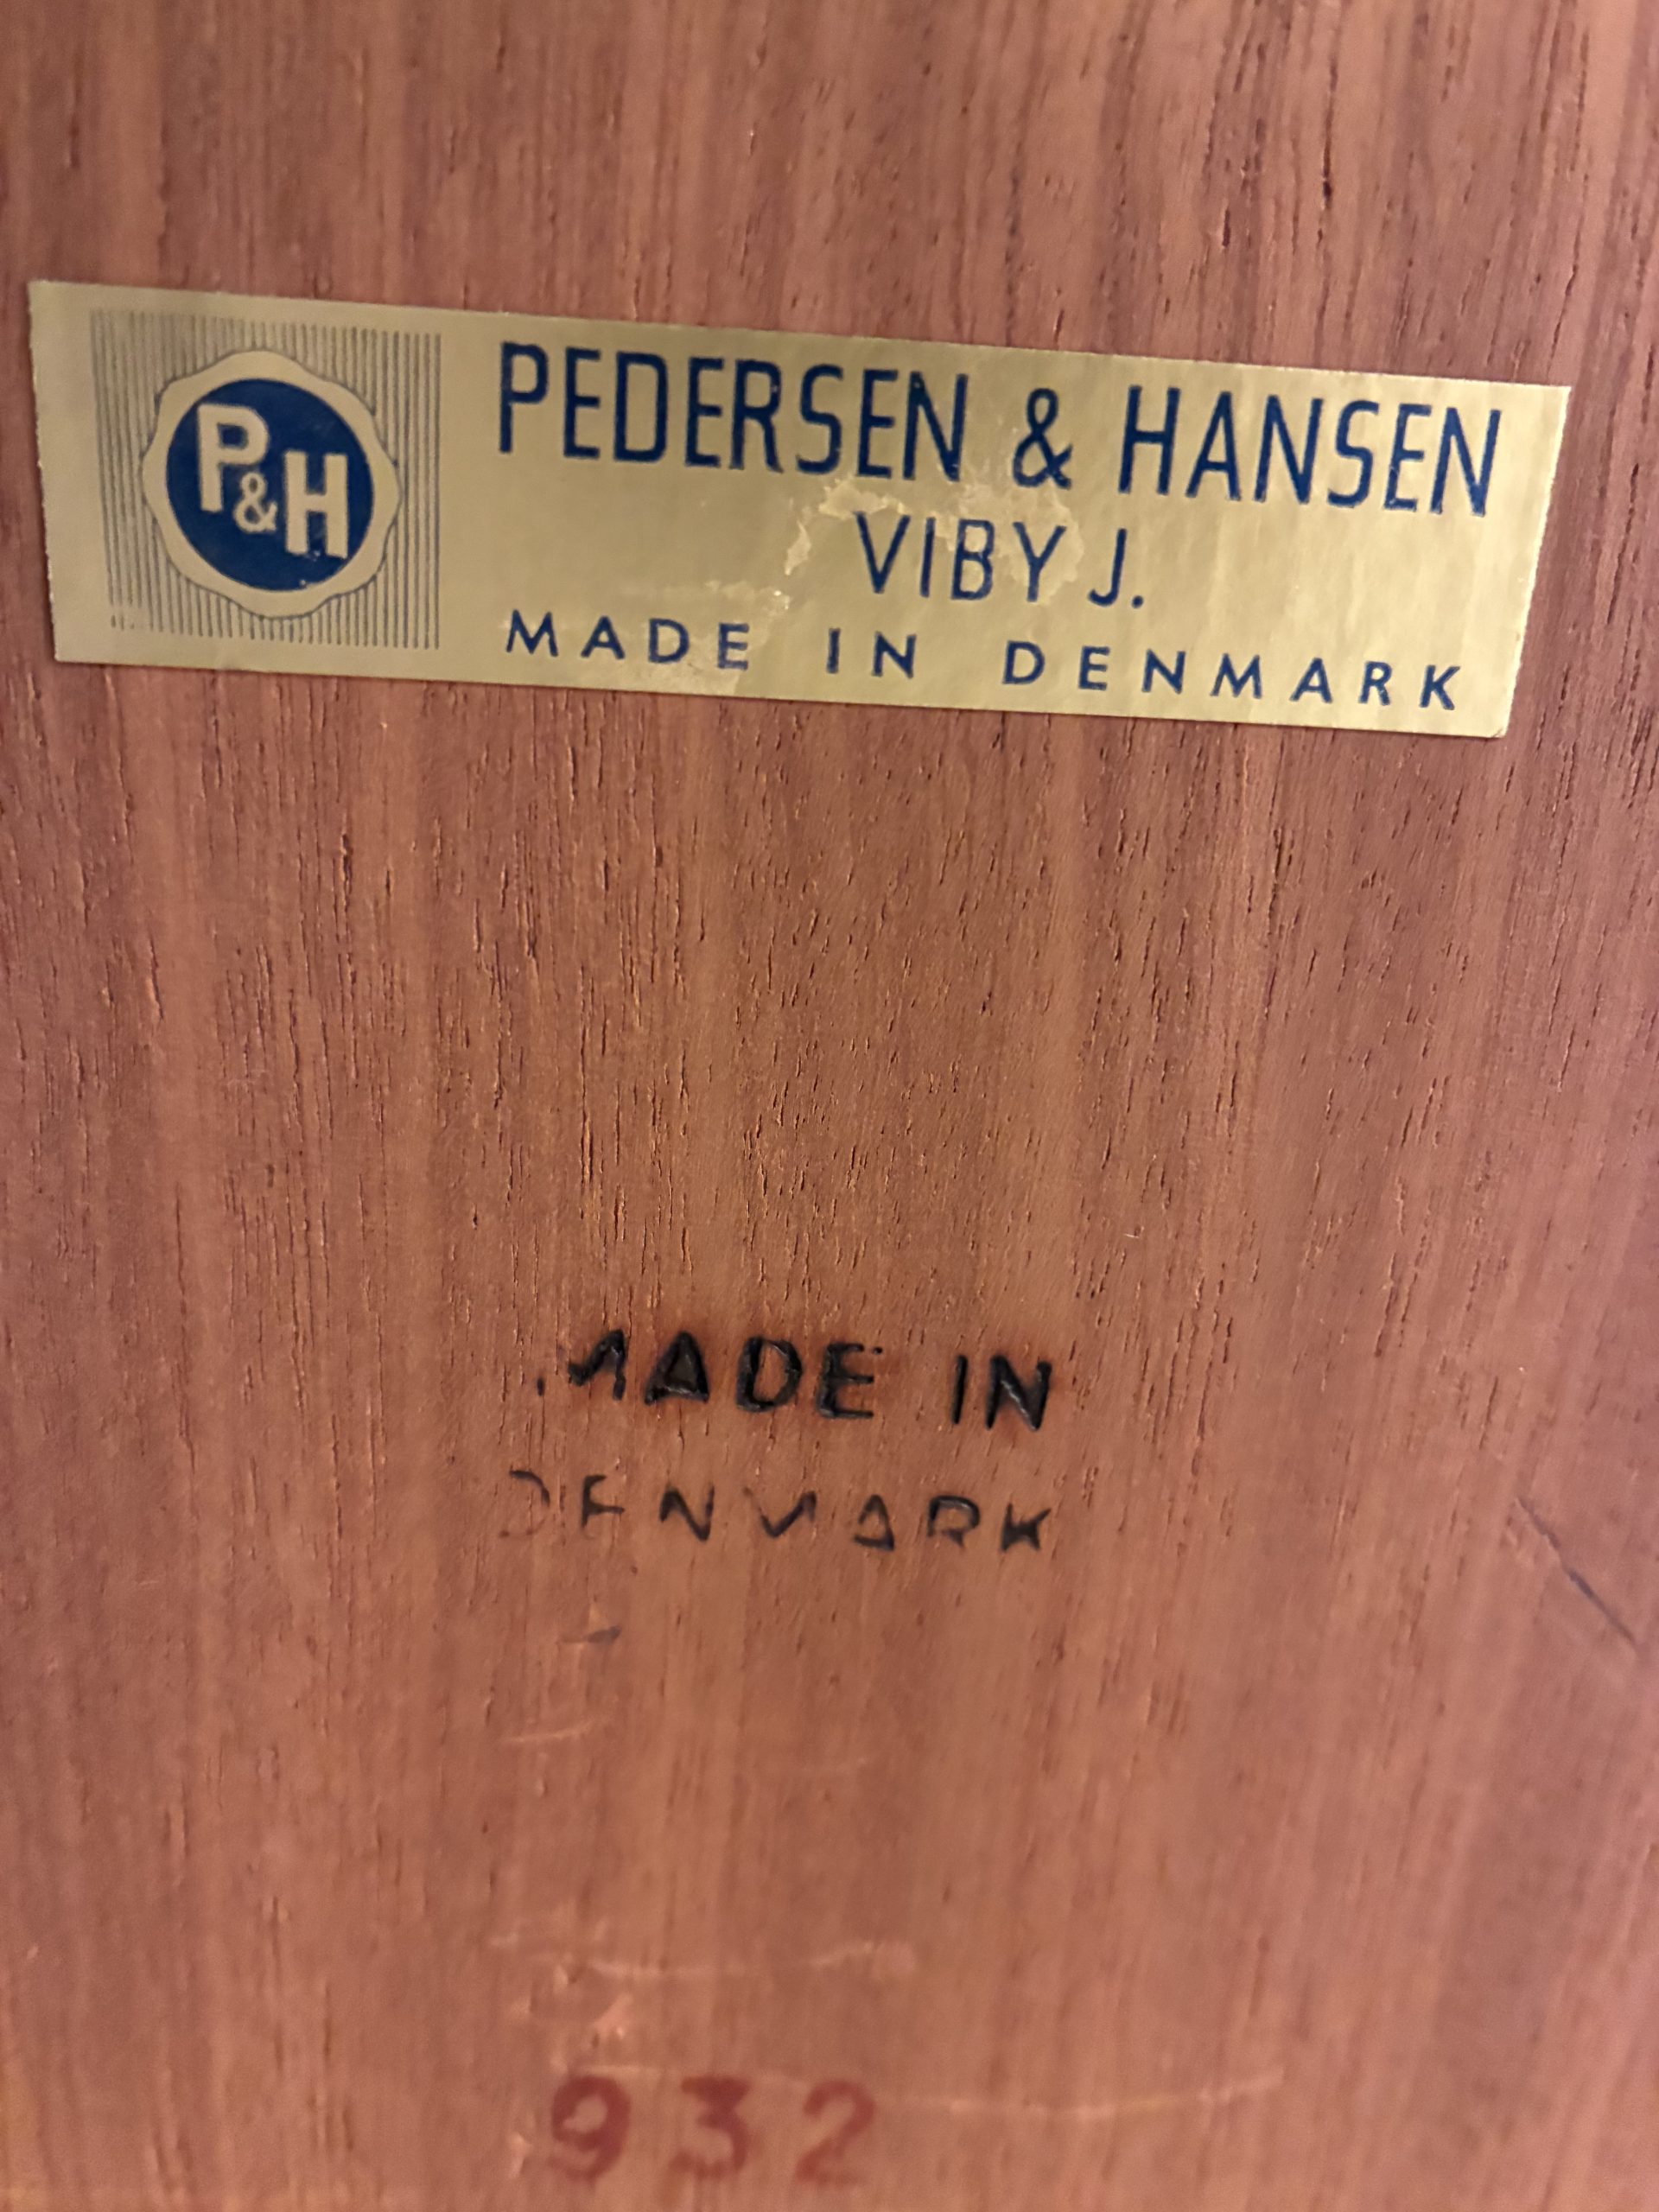 P&H
PEDERSEN & HANSEN
VIBY J.
MADE IN DENMARK
MADE IN
DENMARK
932